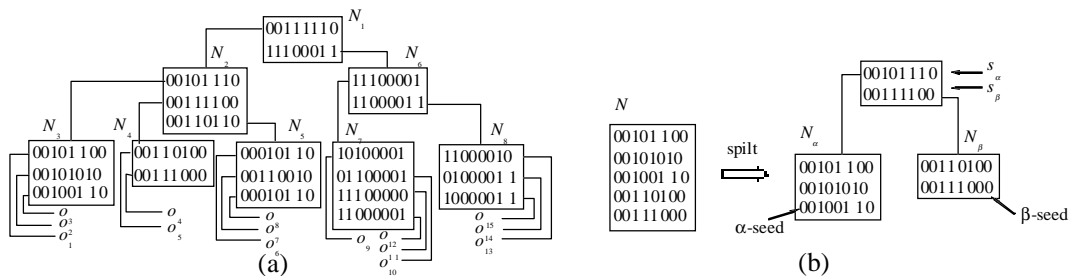 N1
00111110
11100011
N2
00101110
00111100
00110110
N6
11100001
11000011
N3
00101100
00101010
00100110
N4
00110100
00111000
N5
00010110
00110010
00010110
N7
10100001
01100001
11100000
11000001
N8
11000010
01000011
10000011
o3
o2
o1
o4
o5
o8
o7
o6
o9
o12
o11
o10
o15
o14
o13
(a)
N
00101100
00101010
00100110
00110100
00111000
spilt
00101110
00111100
sα
sβ
Nα
00101100
00101010
00100110
α-seed
Nβ
00110100
00111000
β-seed
(b)